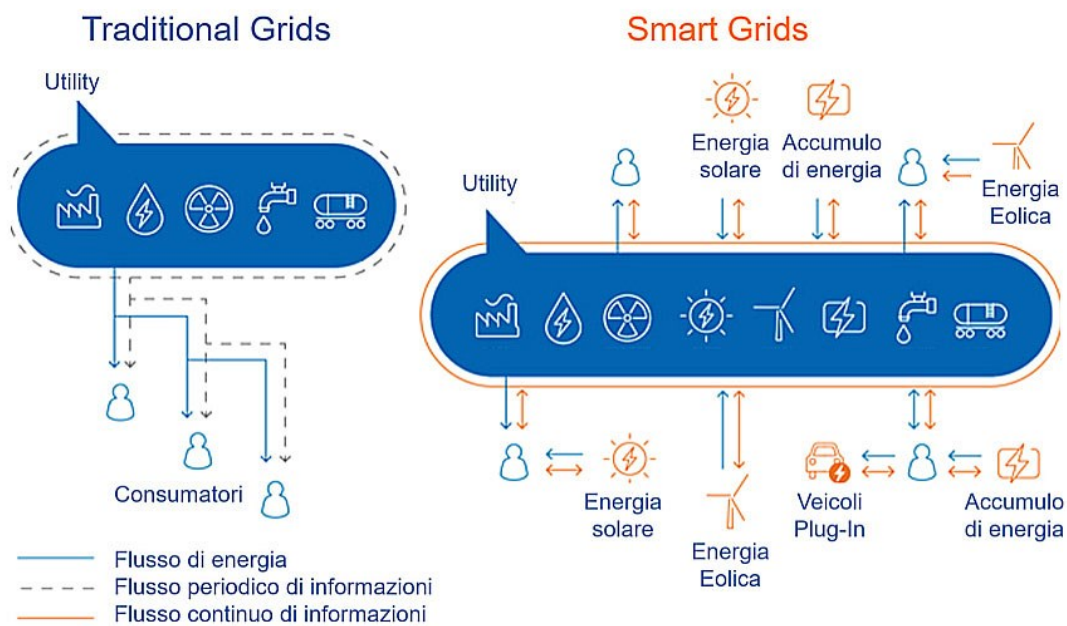 Traditional Grids
Utility
Consumatori
Flusso di energia
Flusso periodico di informazioni
Flusso continuo di informazioni
Smart Grids
Utility
Energia
solare
Accumulo
di energia
Energia
Eolica
Energia
solare
Energia
Eolica
Veicoli
Plug-In
Accumulo
di energia